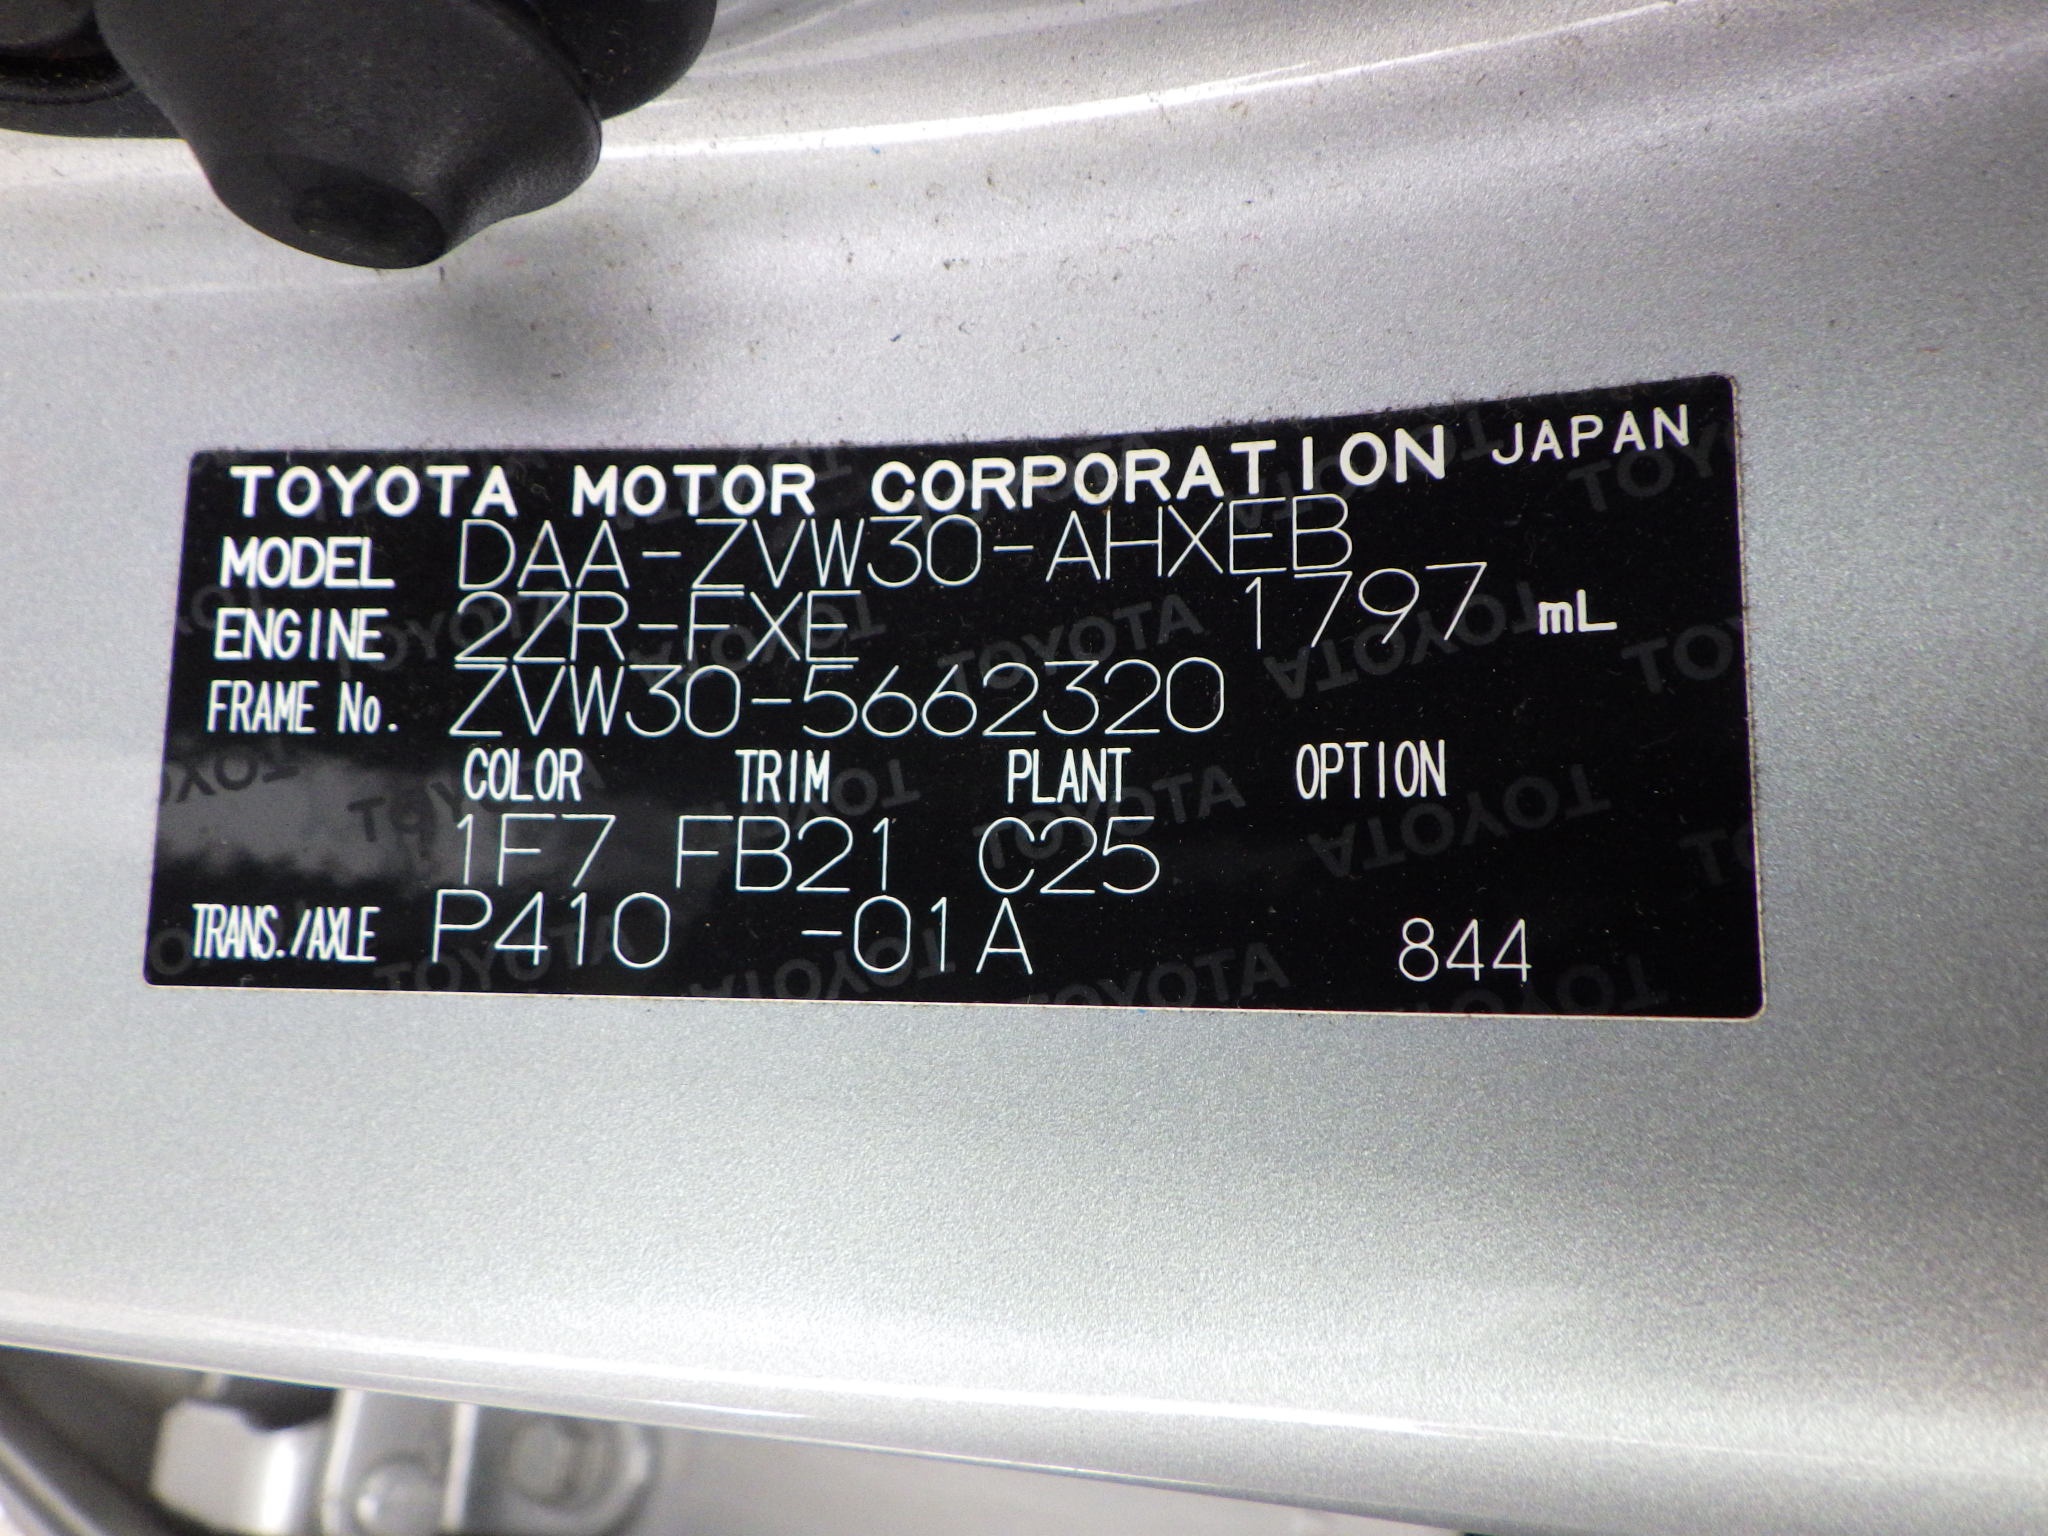 TOYOTA MOTOR CORPORATION JAPAN
MODEL DAA-ZVW30-AHXEB
ENGINE 2ZR-FXE 1797 mL
FRAME No. ZVW30-5662320
COLOR TRIM PLANT OPTION
1F7 FB21 C25
TRANS./AXLE P410 -01A 844